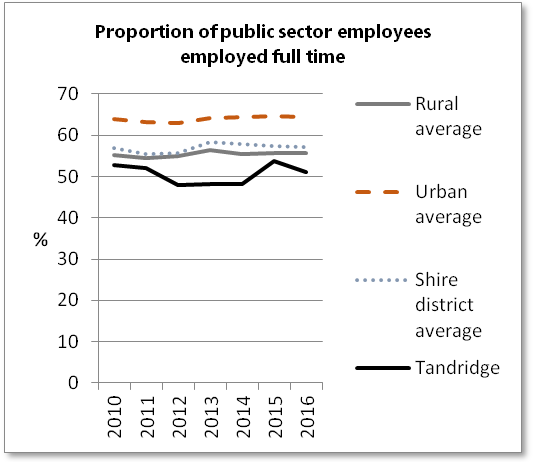 Proportion of public sector employees
employed full time
70
60
50
40
30
20
10
0
%
2010
2011
2012
2013
2014
2015
2016
Rural
average
Urban
average
Shire
district
average
Tandridge